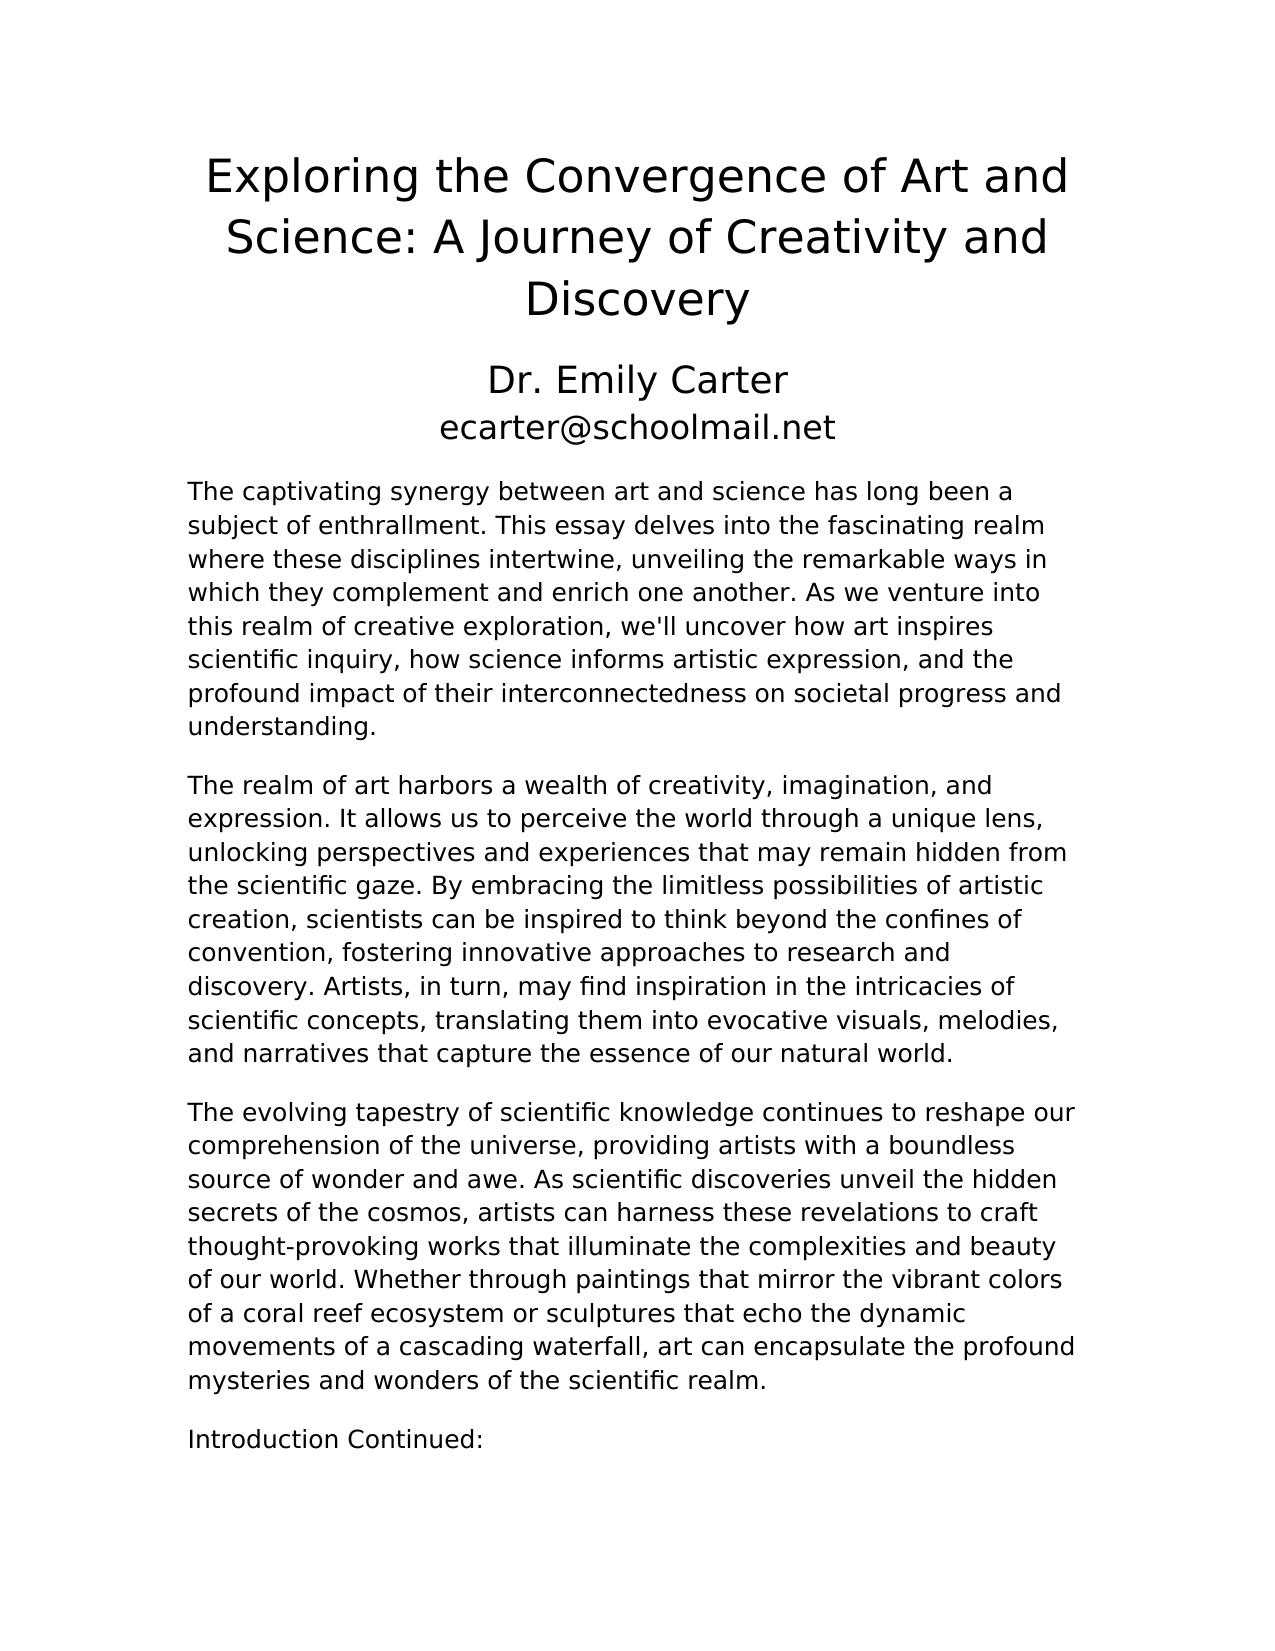 Exploring the Convergence of Art and
Science: A Journey of Creativity and
Discovery
Dr. Emily Carter
ecarter@schoolmail.net
The captivating synergy between art and science has long been a
subject of enthrallment. This essay delves into the fascinating realm
where these disciplines intertwine, unveiling the remarkable ways in
which they complement and enrich one another. As we venture into
this realm of creative exploration, we'll uncover how art inspires
scientific inquiry, how science informs artistic expression, and the
profound impact of their interconnectedness on societal progress and
understanding.
The realm of art harbors a wealth of creativity, imagination, and
expression. It allows us to perceive the world through a unique lens,
unlocking perspectives and experiences that may remain hidden from
the scientific gaze. By embracing the limitless possibilities of artistic
creation, scientists can be inspired to think beyond the confines of
convention, fostering innovative approaches to research and
discovery. Artists, in turn, may find inspiration in the intricacies of
scientific concepts, translating them into evocative visuals, melodies,
and narratives that capture the essence of our natural world.
The evolving tapestry of scientific knowledge continues to reshape our
comprehension of the universe, providing artists with a boundless
source of wonder and awe. As scientific discoveries unveil the hidden
secrets of the cosmos, artists can harness these revelations to craft
thought-provoking works that illuminate the complexities and beauty
of our world. Whether through paintings that mirror the vibrant colors
of a coral reef ecosystem or sculptures that echo the dynamic
movements of a cascading waterfall, art can encapsulate the profound
mysteries and wonders of the scientific realm.
Introduction Continued: